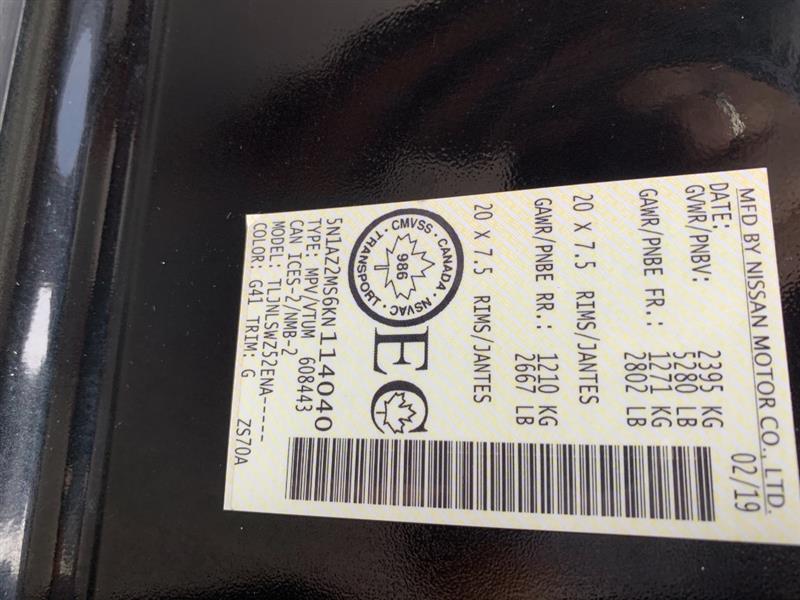 MFD BY NISSAN MOTOR CO., LTD.
DATE: 02/19
GVWR/PNBV: 2395 KG
5280 LB
GAWR/PNBE FR.: 1271 KG
2802 LB
20 X 7.5 RIMS/JANTES
GAWR/PNBE RR.: 1210 KG
2667 LB
20 X 7.5 RIMS/JANTES
CMVSS · CANADA · NSVAC · TRANSPORT ·
986
EC
5N1AZ2MS6KN114040
TYPE: MPV/VTUM 608443
CAN ICES-2/NMB-2
MODEL: TLJNLSWZ52ENA-----
COLOR: G41 TRIM: G ZS70A